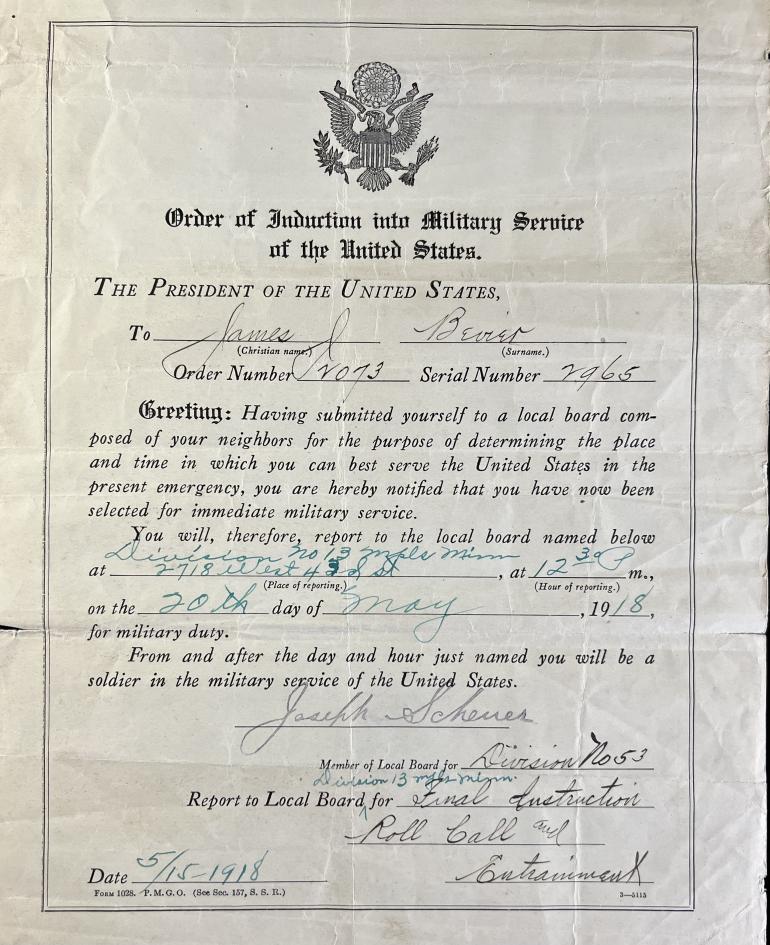 Order of Induction into Military Service
of the United States.
THE PRESIDENT OF THE UNITED STATES,
To James J Bevier
(Christian name.) (Surname.)
Order Number 12073 Serial Number 2965
Greeting: Having submitted yourself to a local board com-
posed of your neighbors for the purpose of determining the place
and time in which you can best serve the United States in the
present emergency, you are hereby notified that you have now been
selected for immediate military service.
You will, therefore, report to the local board named below
Division No 13 Mpls Minn
at 2718 West 43d st, at 12 30 P m.,
(Place of reporting.) (Hour of reporting.)
on the 20th day of May, 1918,
for military duty.
From and after the day and hour just named you will be a
soldier in the military service of the United States.
Joseph Scheuer
Member of Local Board for Division No 53
Division 13 Mpls Minn.
Report to Local Board for Final Instruction
Roll Call and
Date 5/15-1918 Entrainment
FORM 1028. P. M. G. O. (See Sec. 157, S. S. R.) 3—5115